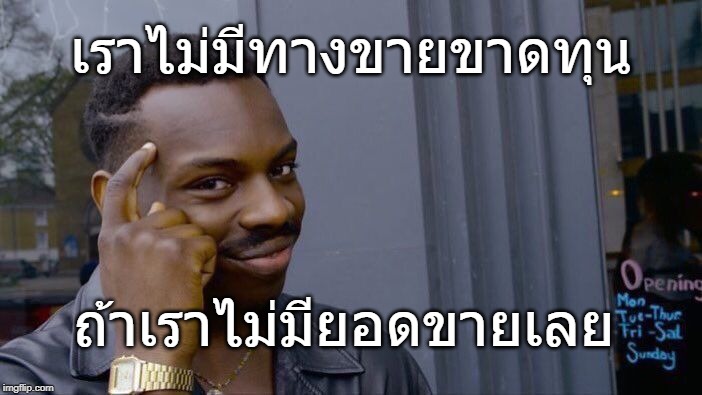 เราไม่มีทางขายขาดทุน
ถ้าเราไม่มียอดขายเลย
Opening
Mon
Tue-Thur
Fri-Sat
Sunday
imgflip.com